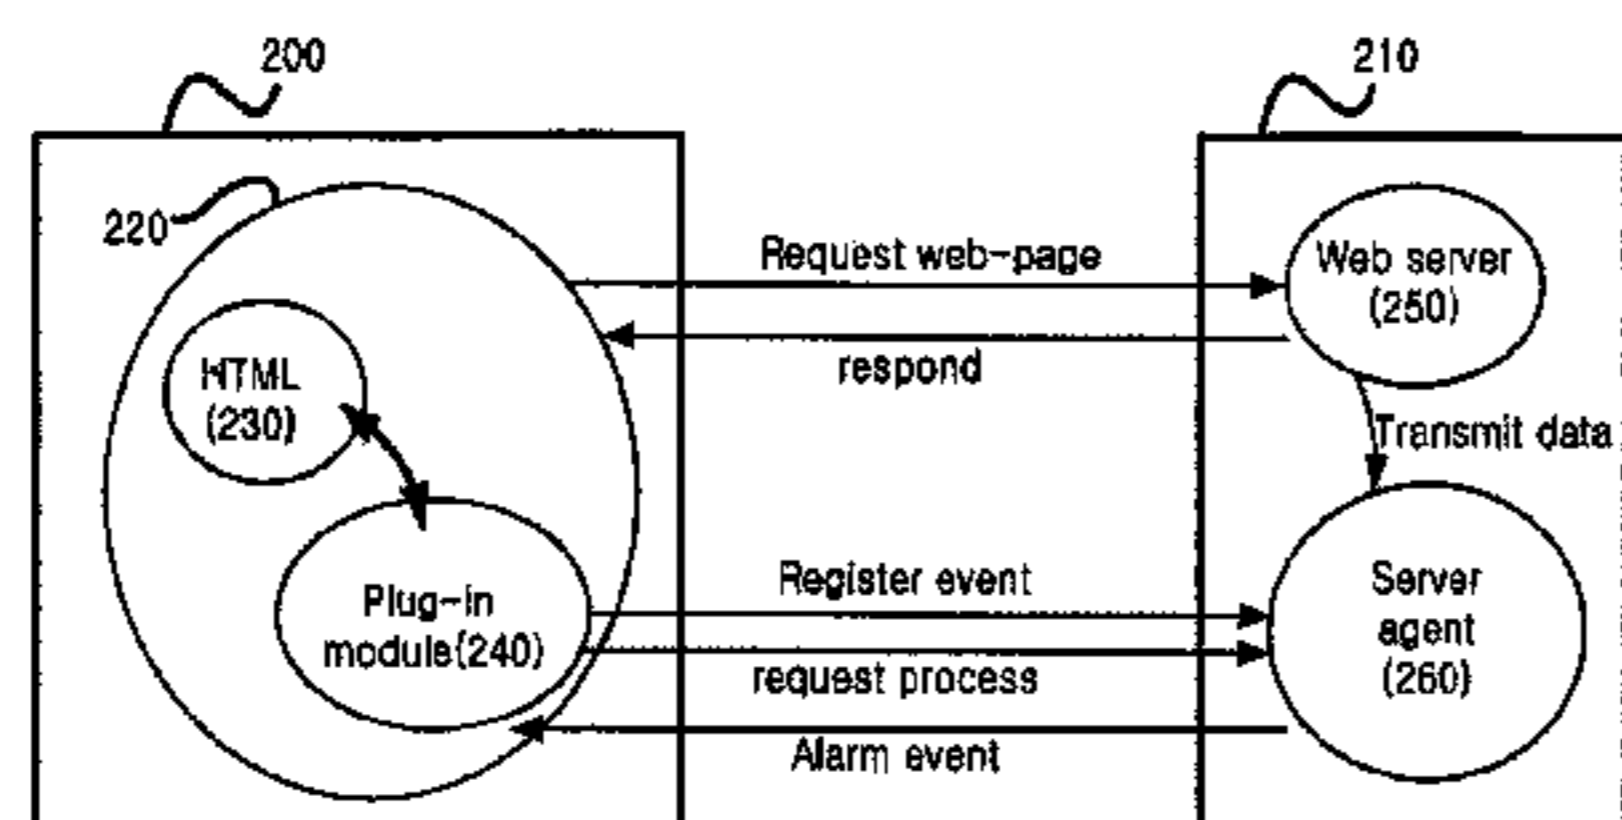 200
210
220
Request web-page
respond
Web server
(250)
HTML
(230)
Transmit data
Plug-in
module(240)
Register event
request process
Alarm event
Server
agent
(260)